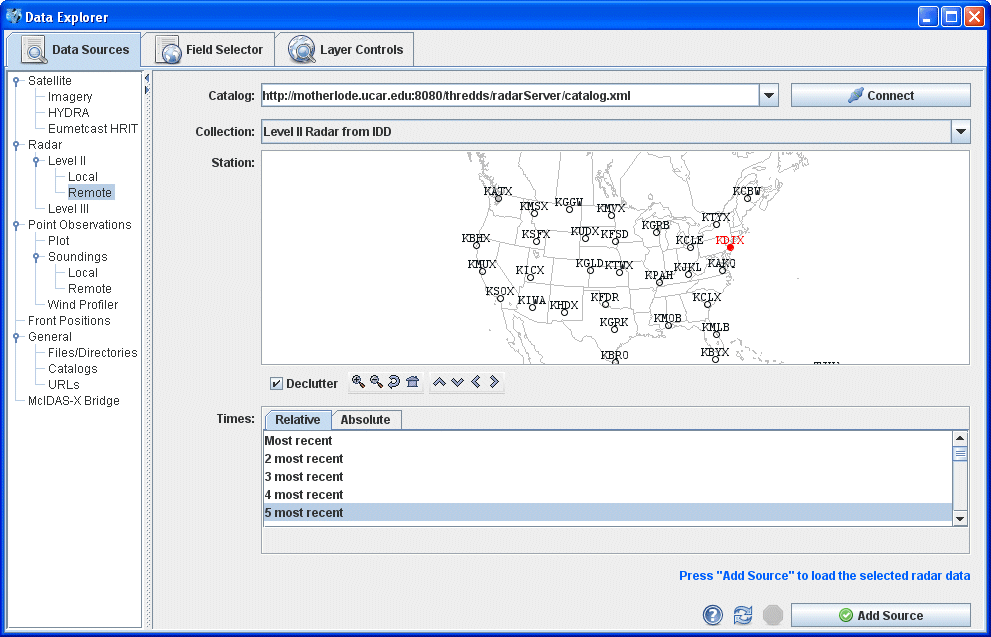 Data Explorer
Data Sources
Field Selector
Layer Controls
Satellite
Imagery
HYDRA
Eumetcast HRIT
Radar
Level II
Local
Remote
Level III
Point Observations
Plot
Soundings
Local
Remote
Wind Profiler
Front Positions
General
Files/Directories
Catalogs
URLs
McIDAS-X Bridge
Catalog: http://motherlode.ucar.edu:8080/thredds/radarServer/catalog.xml Connect
Collection: Level II Radar from IDD
Station:
KATX KCBW
KMSX KGGW KMVX
KTYX
KGRB
KBHX KSFX KUDX KFSD KCLE KDIX
KMUX KICX KGLD KTWX KPAH KJKL KAKQ
KSOX KIWA KHDX KFDR KCLX
KGRK KMOB KMLB
KBRO KBYX
Declutter
Times: Relative Absolute
Most recent
2 most recent
3 most recent
4 most recent
5 most recent
Press "Add Source" to load the selected radar data
Add Source